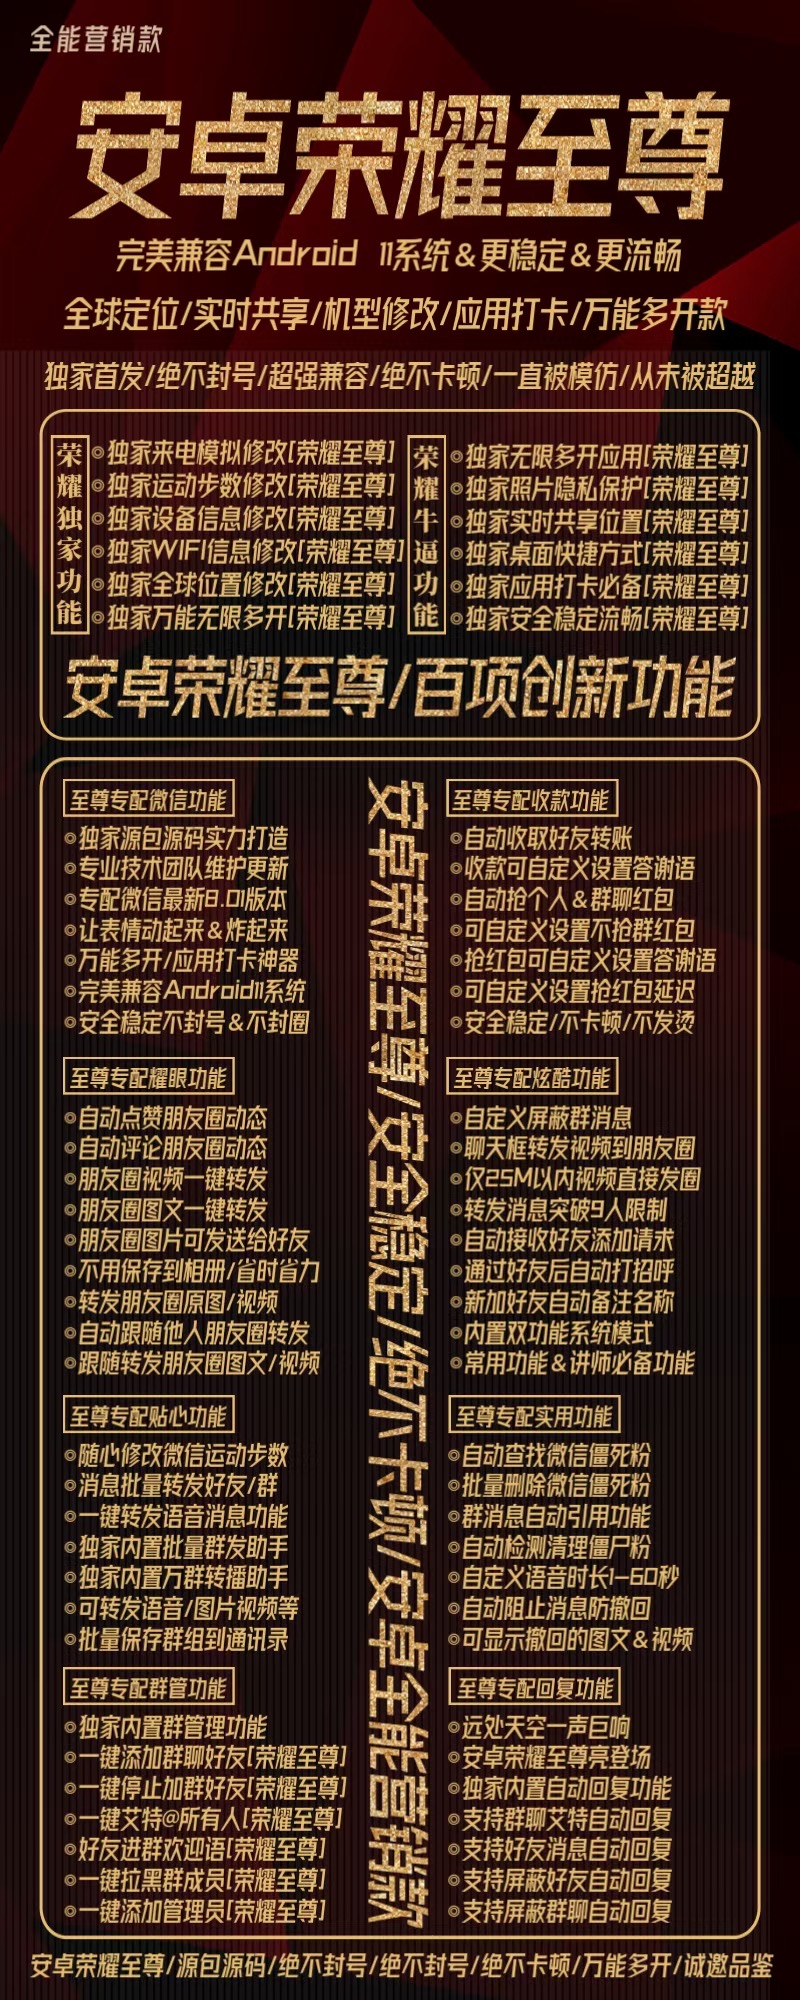 全能营销款
安卓荣耀至尊
完美兼容Android 11系统&更稳定&更流畅
全球定位/实时共享/机型修改/应用打卡/万能多开款
独家首发/绝不封号/超强兼容/绝不卡顿/一直被模仿/从未被超越
荣耀独家功能
◎独家来电模拟修改[荣耀至尊]
◎独家运动步数修改[荣耀至尊]
◎独家设备信息修改[荣耀至尊]
◎独家WIFI信息修改[荣耀至尊]
◎独家全球位置修改[荣耀至尊]
◎独家万能无限多开[荣耀至尊]
荣耀牛逼功能
◎独家无限多开应用[荣耀至尊]
◎独家照片隐私保护[荣耀至尊]
◎独家实时共享位置[荣耀至尊]
◎独家桌面快捷方式[荣耀至尊]
◎独家应用打卡必备[荣耀至尊]
◎独家安全稳定流畅[荣耀至尊]
安卓荣耀至尊/百项创新功能
至尊专配微信功能
◎独家源包源码实力打造
◎专业技术团队维护更新
◎专配微信最新8.01版本
◎让表情动起来&炸起来
◎万能多开/应用打卡神器
◎完美兼容Android11系统
◎安全稳定不封号&不封圈
至尊专配耀眼功能
◎自动点赞朋友圈动态
◎自动评论朋友圈动态
◎朋友圈视频一键转发
◎朋友圈图文一键转发
◎朋友圈图片可发送给好友
◎不用保存到相册/省时省力
◎转发朋友圈原图/视频
◎自动跟随他人朋友圈转发
◎跟随转发朋友圈图文/视频
至尊专配贴心功能
◎随心修改微信运动步数
◎消息批量转发好友/群
◎一键转发语音消息功能
◎独家内置批量群发助手
◎独家内置万群转播助手
◎可转发语音/图片视频等
◎批量保存群组到通讯录
至尊专配群管功能
◎独家内置群管理功能
◎一键添加群聊好友[荣耀至尊]
◎一键停止加群好友[荣耀至尊]
◎一键艾特@所有人[荣耀至尊]
◎好友进群欢迎语[荣耀至尊]
◎一键拉黑群成员[荣耀至尊]
◎一键添加管理员[荣耀至尊]
安卓荣耀至尊/安全稳定/绝不卡顿/安卓全能营销款
至尊专配收款功能
◎自动收取好友转账
◎收款可自定义设置答谢语
◎自动抢个人&群聊红包
◎可自定义设置不抢群红包
◎抢红包可自定义设置答谢语
◎可自定义设置抢红包延迟
◎安全稳定/不卡顿/不发烫
至尊专配炫酷功能
◎自定义屏蔽群消息
◎聊天框转发视频到朋友圈
◎仅25M以内视频直接发圈
◎转发消息突破9人限制
◎自动接收好友添加请求
◎通过好友后自动打招呼
◎新加好友自动备注名称
◎内置双功能系统模式
◎常用功能&讲师必备功能
至尊专配实用功能
◎自动查找微信僵死粉
◎批量删除微信僵死粉
◎群消息自动引用功能
◎自动检测清理僵尸粉
◎自定义语音时长1-60秒
◎自动阻止消息防撤回
◎可显示撤回的图文&视频
至尊专配回复功能
◎远处天空一声巨响
◎安卓荣耀至尊亮登场
◎独家内置自动回复功能
◎支持群聊艾特自动回复
◎支持好友消息自动回复
◎支持屏蔽好友自动回复
◎支持屏蔽群聊自动回复
安卓荣耀至尊/源包源码/绝不封号/绝不封号/绝不卡顿/万能多开/诚邀品鉴